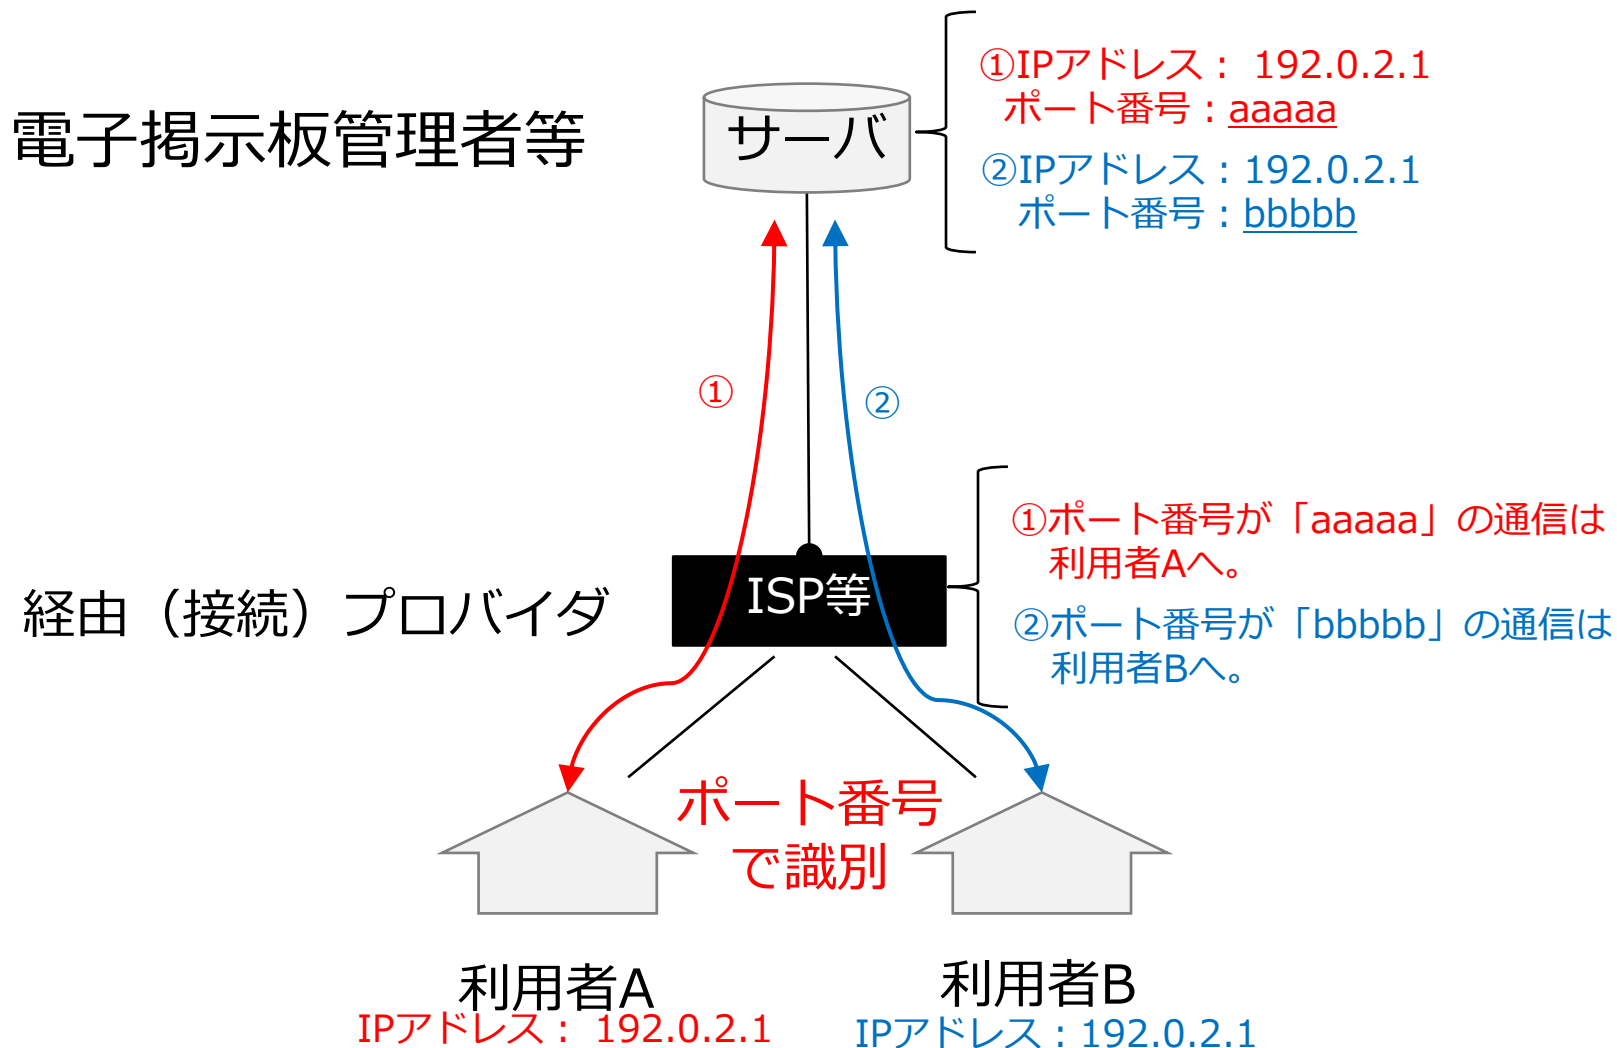 電子掲示板管理者等
サーバ
①IPアドレス： 192.0.2.1
ポート番号：aaaaa
②IPアドレス：192.0.2.1
ポート番号：bbbbb
①
②
経由（接続）プロバイダ
ISP等
①ポート番号が「aaaaa」の通信は
利用者Aへ。
②ポート番号が「bbbbb」の通信は
利用者Bへ。
ポート番号
で識別
利用者A
IPアドレス： 192.0.2.1
利用者B
IPアドレス：192.0.2.1